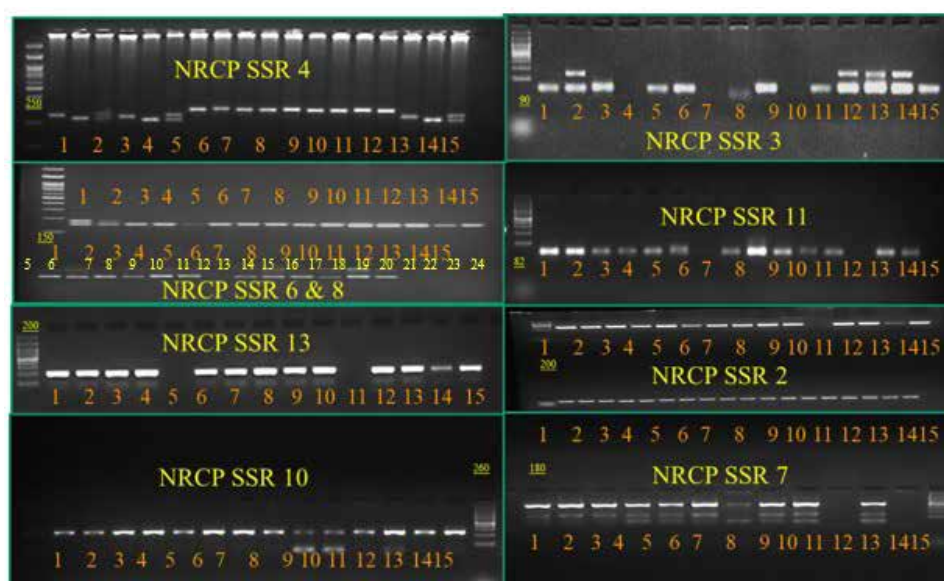 NRCP SSR 4
250
1 2 3 4 5 6 7 8 9 10 11 12 13 14 15
90
1 2 3 4 5 6 7 8 9 10 11 12 13 14 15
NRCP SSR 3
1 2 3 4 5 6 7 8 9 10 11 12 13 14 15
150
1 2 3 4 5 6 7 8 9 10 11 12 13 14 15
5 6 7 8 9 10 11 12 13 14 15 16 17 18 19 20 21 22 23 24
NRCP SSR 6 & 8
NRCP SSR 11
82
1 2 3 4 5 6 7 8 9 10 11 12 13 14 15
200
NRCP SSR 13
1 2 3 4 5 6 7 8 9 10 11 12 13 14 15
1 2 3 4 5 6 7 8 9 10 11 12 13 14 15
200
NRCP SSR 2
NRCP SSR 10
260
1 2 3 4 5 6 7 8 9 10 11 12 13 14 15
1 2 3 4 5 6 7 8 9 10 11 12 13 14 15
180
NRCP SSR 7
1 2 3 4 5 6 7 8 9 10 11 12 13 14 15